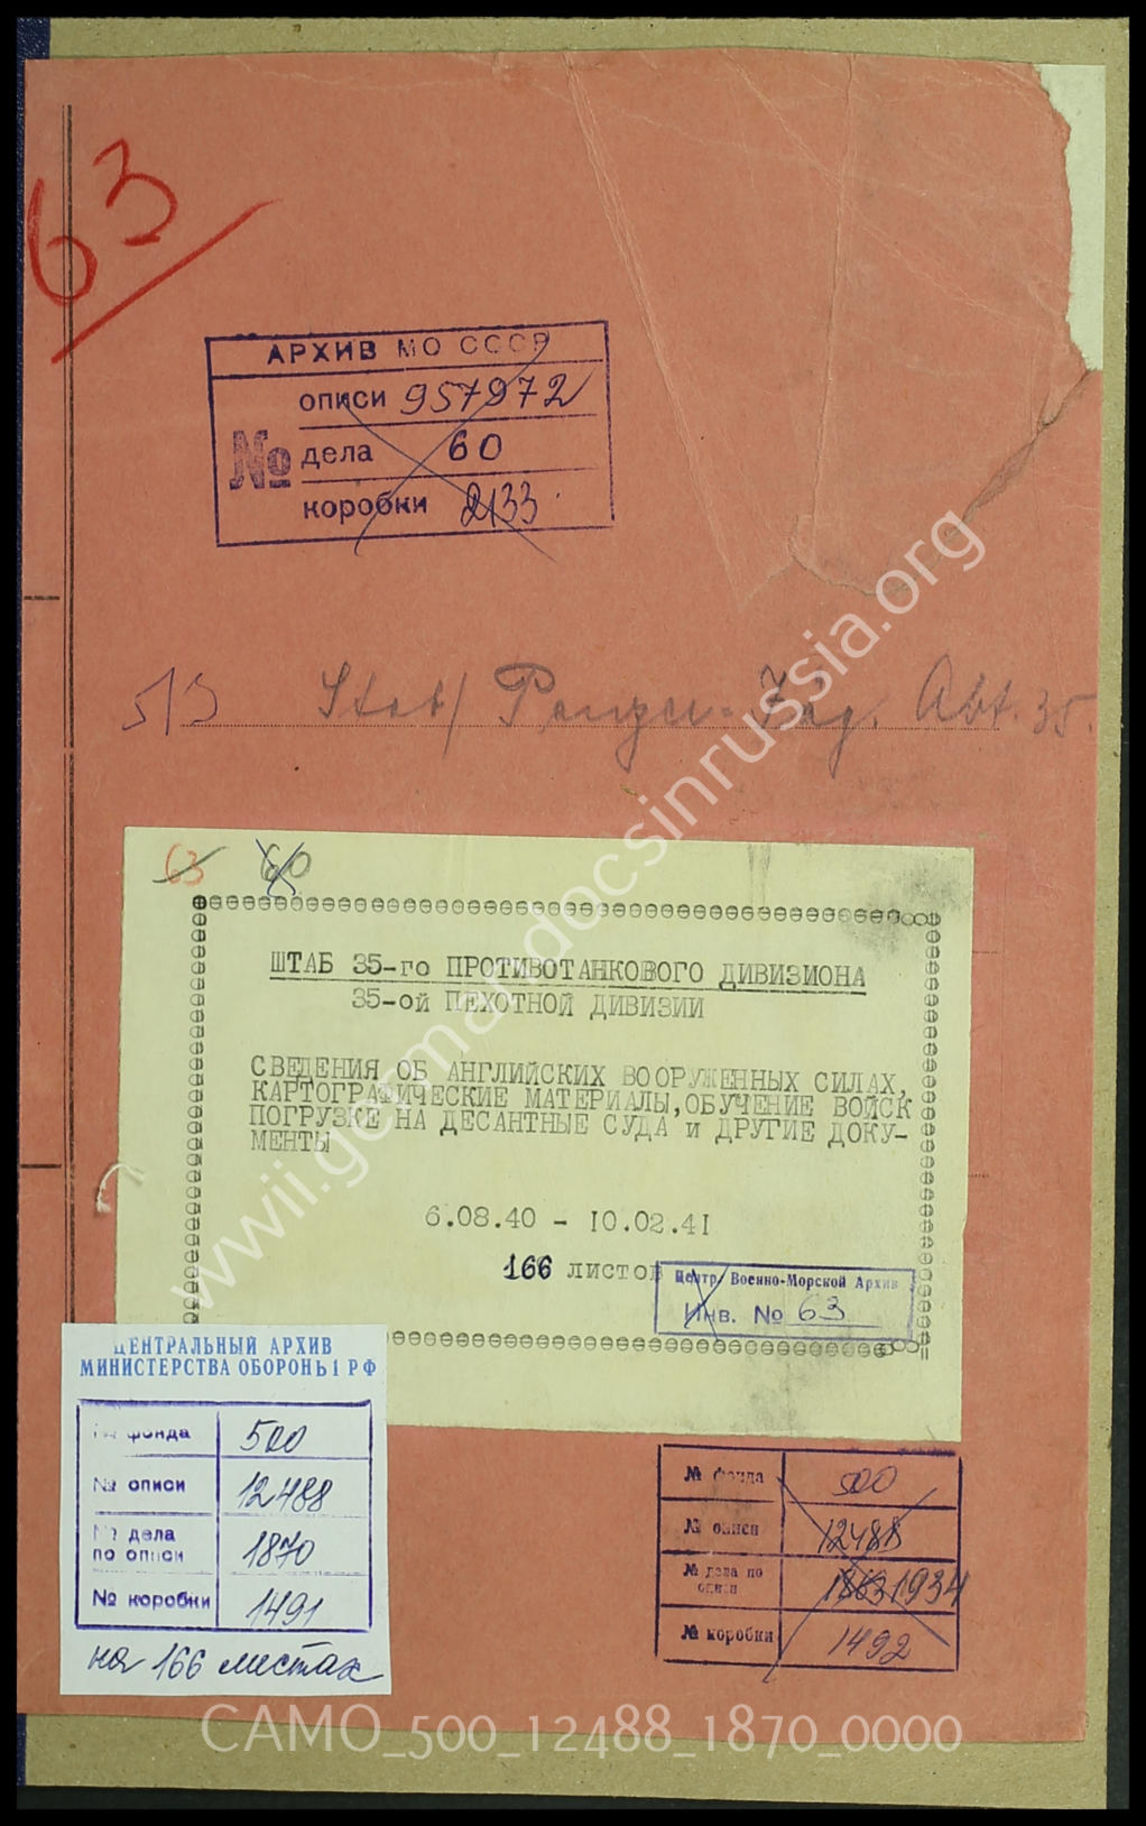 63
АРХИВ МО СССР
описи 957972
№ дела 60
коробки 2133
Stab/ Panzer-Jäg. Abt. 35.
63 60
ШТАБ 35-го ПРОТИВОТАНКОВОГО ДИВИЗИОНА
35-ой ПЕХОТНОЙ ДИВИЗИИ
СВЕДЕНИЯ ОБ АНГЛИЙСКИХ ВООРУЖЕННЫХ СИЛАХ,
КАРТОГРАФИЧЕСКИЕ МАТЕРИАЛЫ,ОБУЧЕНИЕ ВОЙСК
ПОГРУЗКЕ НА ДЕСАНТНЫЕ СУДА и ДРУГИЕ ДОКУ-
МЕНТЫ
6.08.40 - 10.02.41
166 листов
Центр. Военно-Морской Архив
Инв. № 63
ЦЕНТРАЛЬНЫЙ АРХИВ
МИНИСТЕРСТВА ОБОРОНЫ РФ
№ фонда 500
№ описи 12488
№ дела
по описи 1870
№ коробки 1491
на 166 листах
№ фонда 500
№ описи 12488
№ дела по
описи 1934
№ коробки 1492
wwii.germandocsinrussia.org
CAMO_500_12488_1870_0000